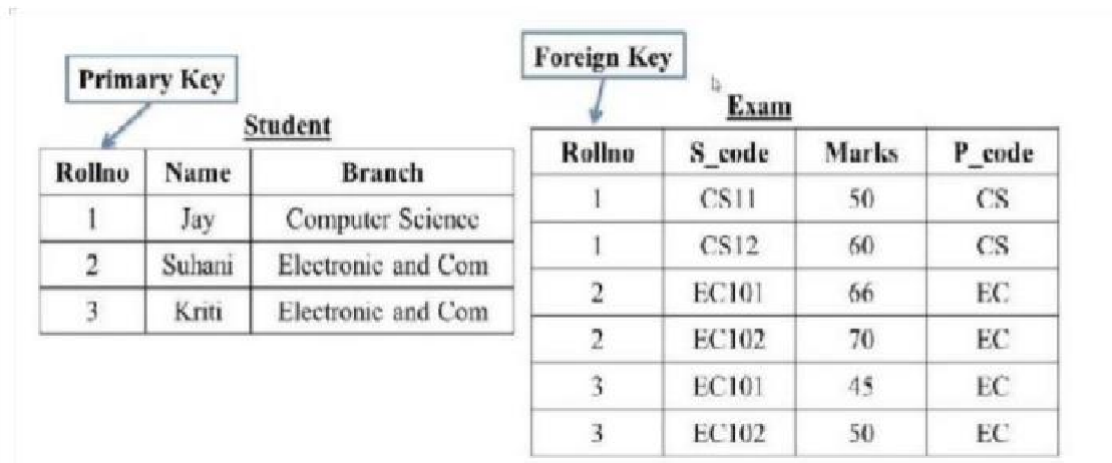 Primary Key
Student
Rollno Name Branch
1 Jay Computer Science
2 Suhani Electronic and Com
3 Kriti Electronic and Com
Foreign Key
Exam
Rollno S_code Marks P_code
1 CS11 50 CS
1 CS12 60 CS
2 EC101 66 EC
2 EC102 70 EC
3 EC101 45 EC
3 EC102 50 EC